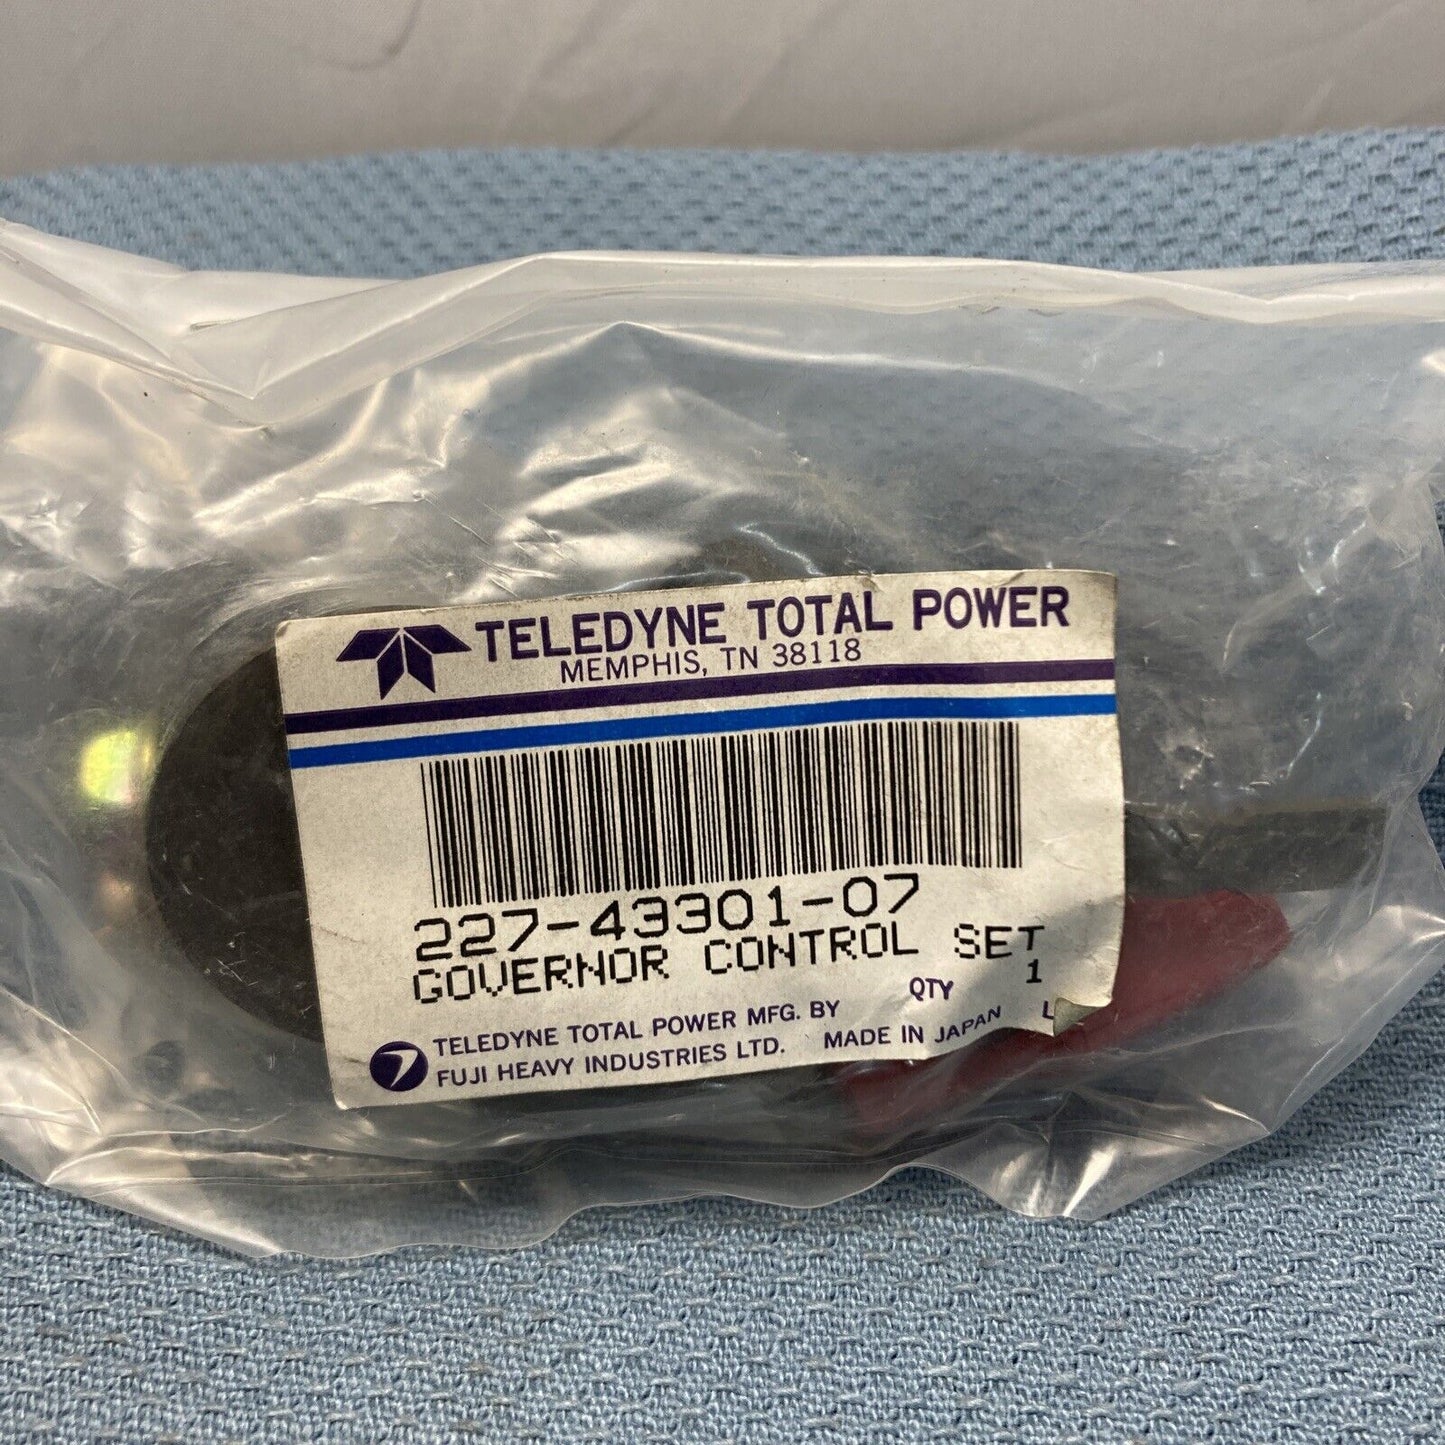 TELEDYNE TOTAL POWER
MEMPHIS, TN 38118
227-43301-07
GOVERNOR CONTROL SET
QTY 1
TELEDYNE TOTAL POWER MFG. BY
FUJI HEAVY INDUSTRIES LTD. MADE IN JAPAN L